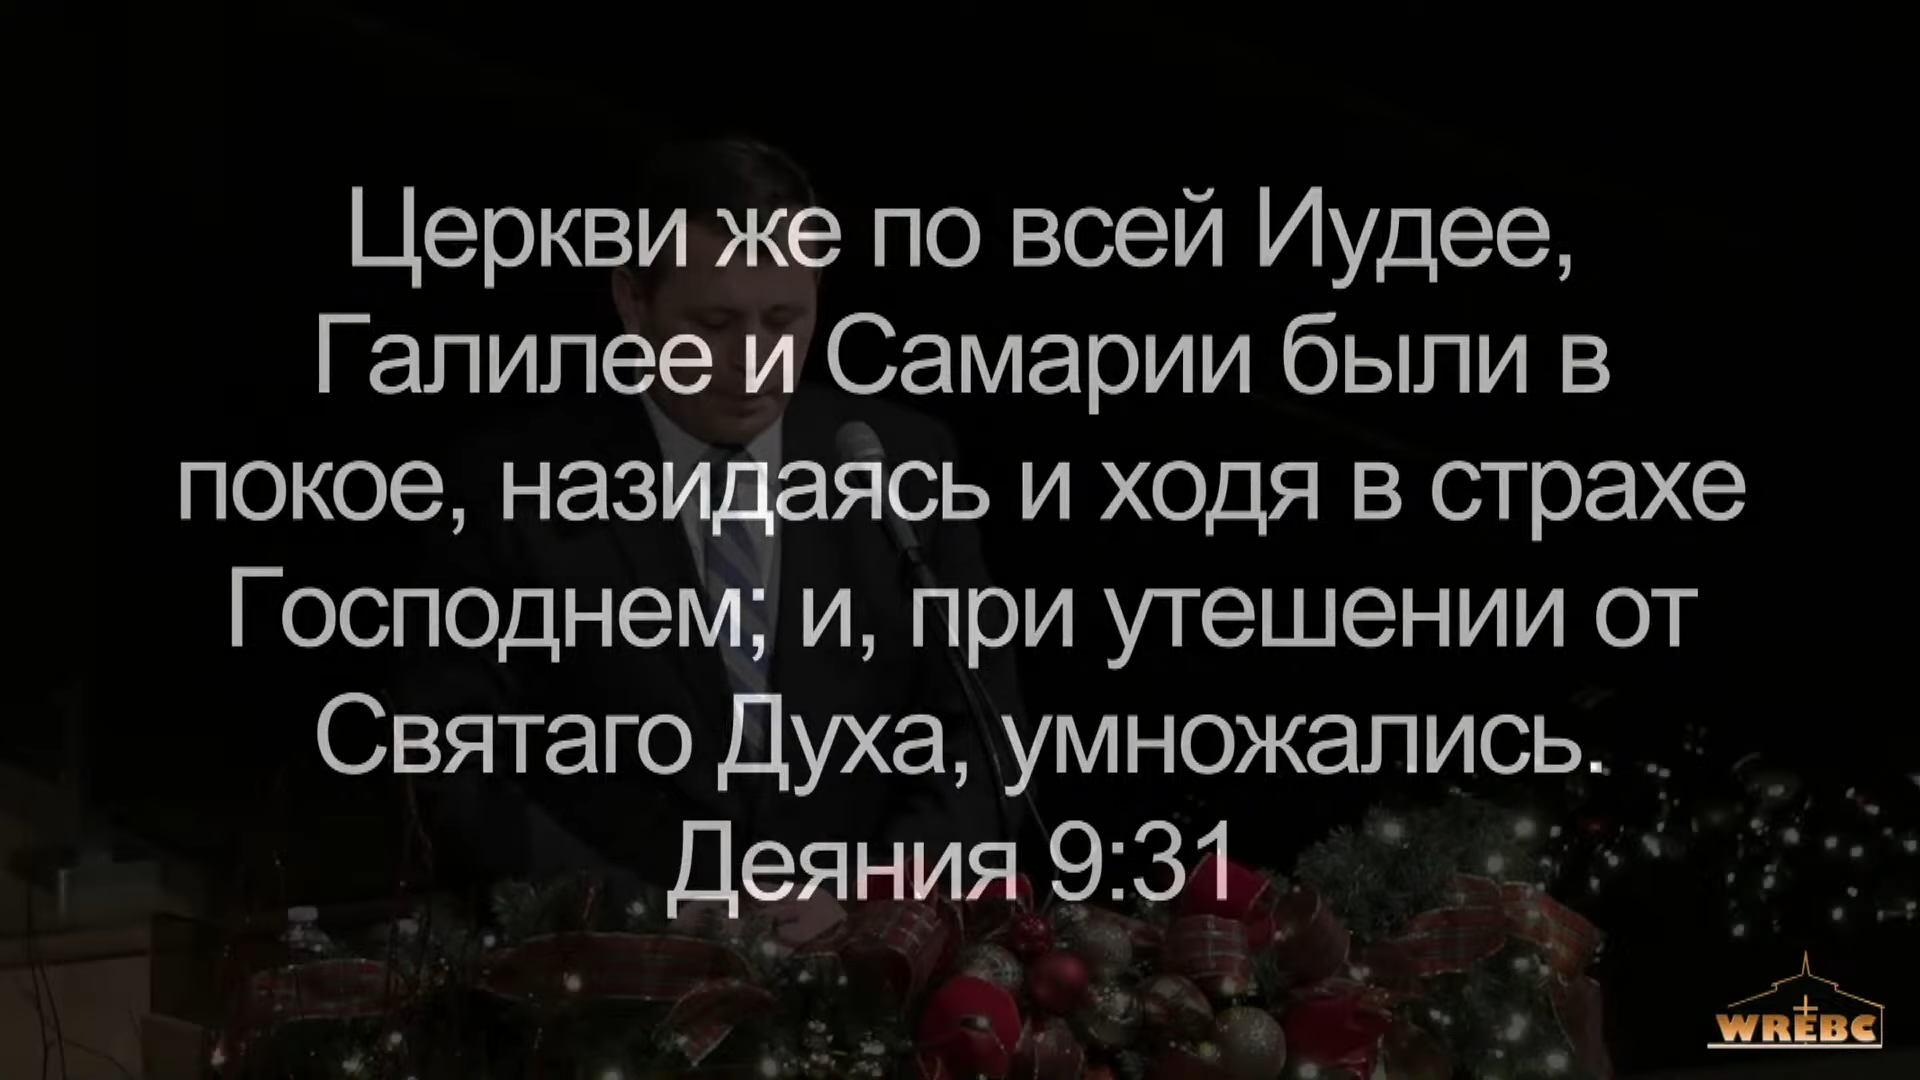 Церкви же по всей Иудее,
Галилее и Самарии были в
покое, назидаясь и ходя в страхе
Господнем; и, при утешении от
Святаго Духа, умножались.
Деяния 9:31
WREBC